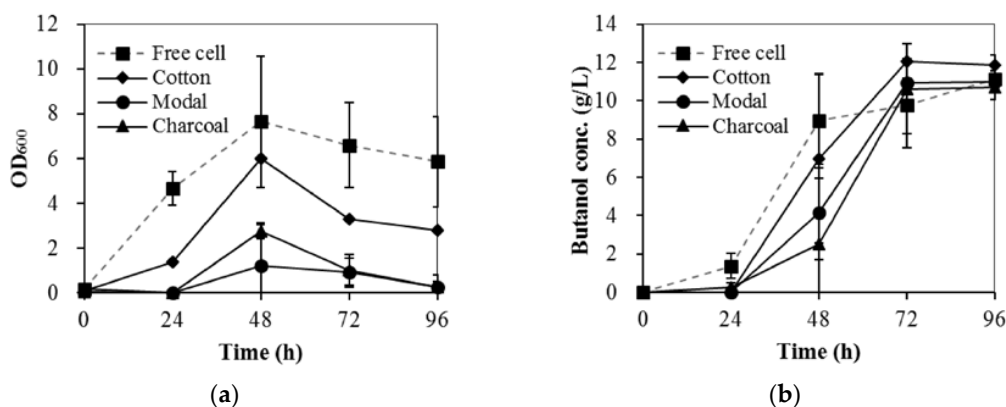 12
10
8
6
4
2
0
OD600
Free cell
Cotton
Modal
Charcoal
0 24 48 72 96
Time (h)
(a)
14
12
10
8
6
4
2
0
Butanol conc. (g/L)
Free cell
Cotton
Modal
Charcoal
0 24 48 72 96
Time (h)
(b)